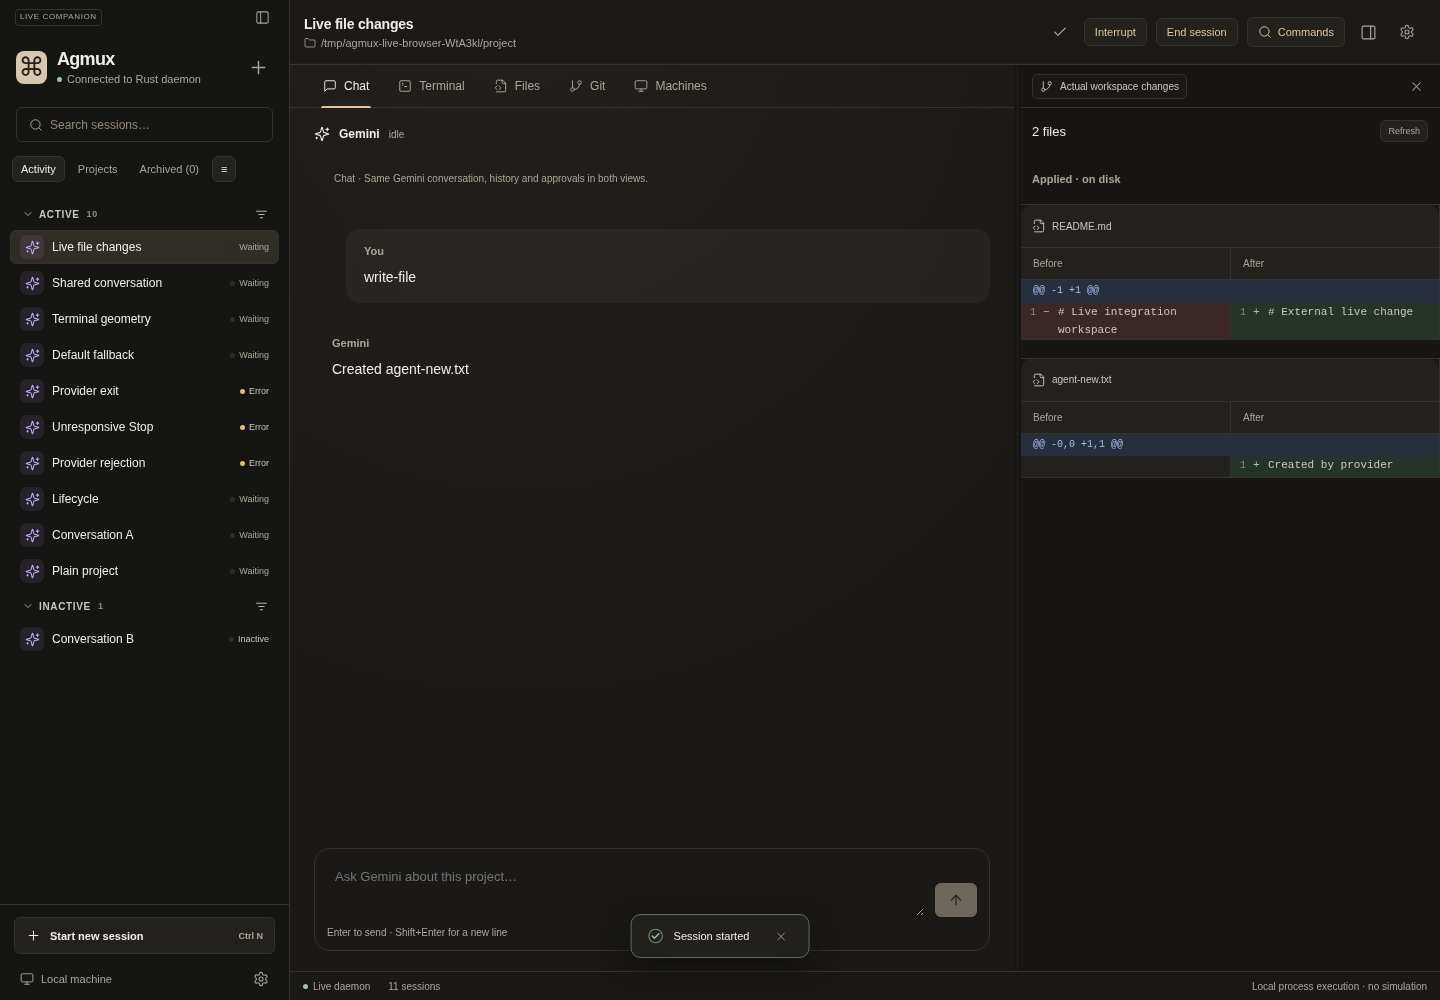 LIVE COMPANION
Agmux
Connected to Rust daemon
Search sessions…
Activity
Projects
Archived (0)
≡
ACTIVE 10
Live file changes Waiting
Shared conversation Waiting
Terminal geometry Waiting
Default fallback Waiting
Provider exit Error
Unresponsive Stop Error
Provider rejection Error
Lifecycle Waiting
Conversation A Waiting
Plain project Waiting
INACTIVE 1
Conversation B Inactive
Start new session Ctrl N
Local machine
Live file changes
/tmp/agmux-live-browser-WtA3kl/project
Interrupt
End session
Commands
Chat
Terminal
Files
Git
Machines
Gemini idle
Chat · Same Gemini conversation, history and approvals in both views.
You
write-file
Gemini
Created agent-new.txt
Ask Gemini about this project…
Enter to send · Shift+Enter for a new line
Session started
Actual workspace changes
2 files
Refresh
Applied · on disk
README.md
Before After
@@ -1 +1 @@
1 − # Live integration
workspace
1 + # External live change
agent-new.txt
Before After
@@ -0,0 +1,1 @@
1 + Created by provider
Live daemon
11 sessions
Local process execution · no simulation